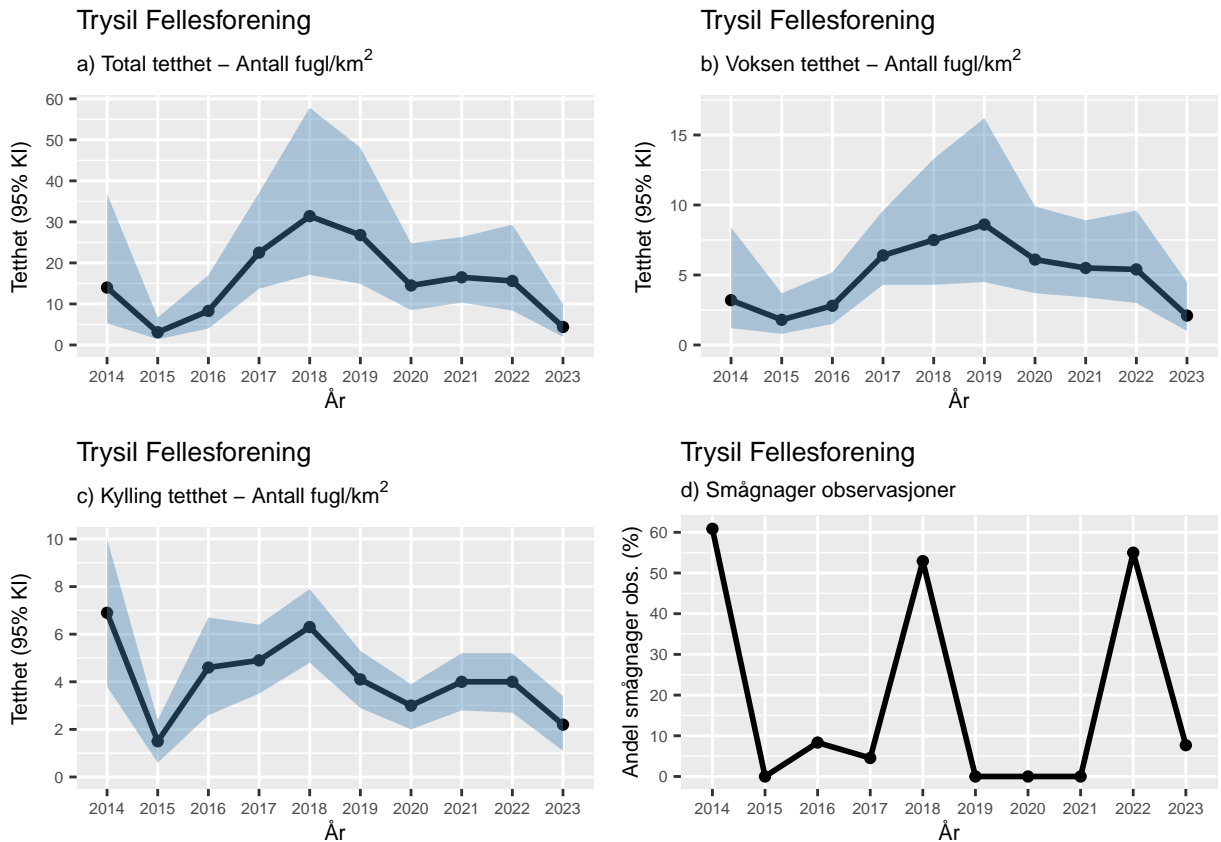 Trysil Fellesforening
a) Total tetthet – Antall fugl/km²
Tetthet (95% KI)
60
50
40
30
20
10
0
2014 2015 2016 2017 2018 2019 2020 2021 2022 2023
År
Trysil Fellesforening
b) Voksen tetthet – Antall fugl/km²
Tetthet (95% KI)
15
10
5
0
2014 2015 2016 2017 2018 2019 2020 2021 2022 2023
År
Trysil Fellesforening
c) Kylling tetthet – Antall fugl/km²
Tetthet (95% KI)
10
8
6
4
2
0
2014 2015 2016 2017 2018 2019 2020 2021 2022 2023
År
Trysil Fellesforening
d) Smågnager observasjoner
Andel smågnager obs. (%)
60
50
40
30
20
10
0
2014 2015 2016 2017 2018 2019 2020 2021 2022 2023
År